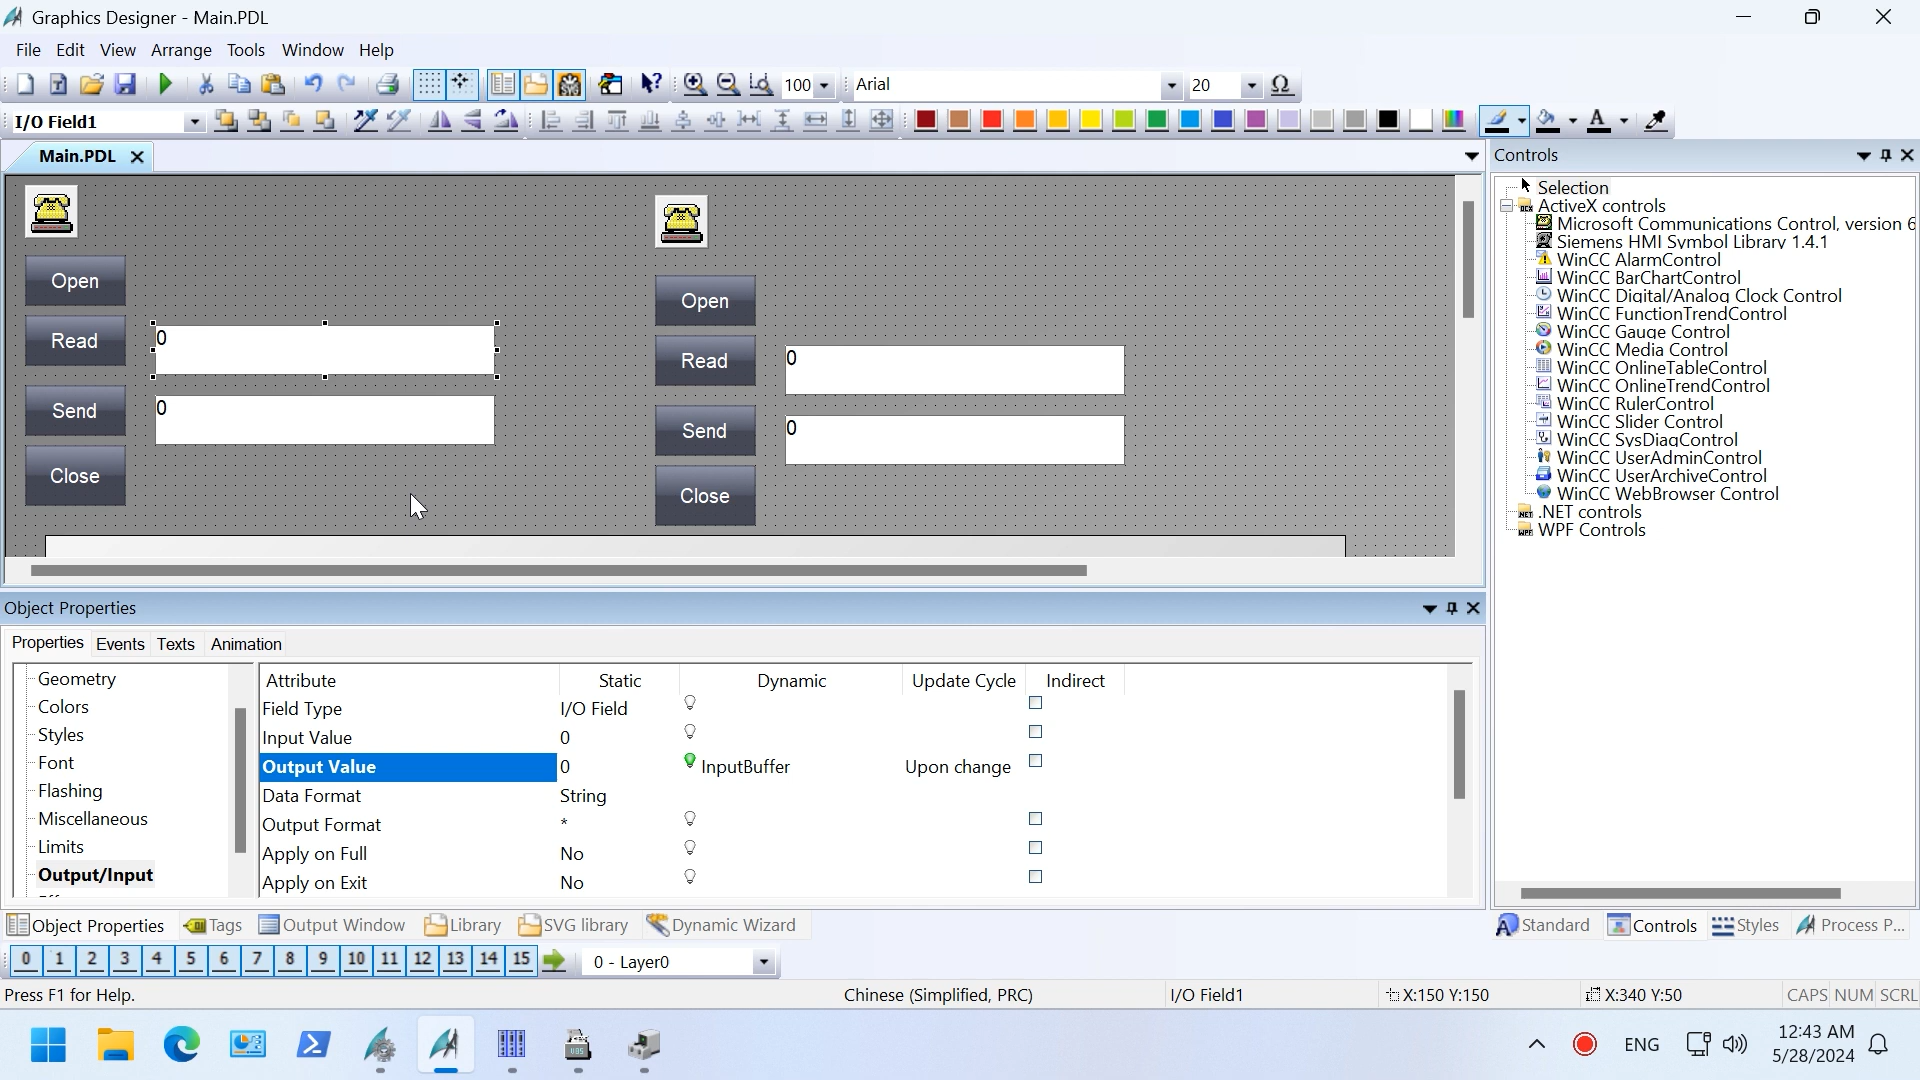 Graphics Designer - Main.PDL
File Edit View Arrange Tools Window Help
100 Arial 20
I/O Field1
Main.PDL
Controls
Open
Read 0
Send 0
Close
Open
Read 0
Send 0
Close
Selection
ActiveX controls
Microsoft Communications Control, version 6
Siemens HMI Symbol Library 1.4.1
WinCC AlarmControl
WinCC BarChartControl
WinCC Digital/Analog Clock Control
WinCC FunctionTrendControl
WinCC Gauge Control
WinCC Media Control
WinCC OnlineTableControl
WinCC OnlineTrendControl
WinCC RulerControl
WinCC Slider Control
WinCC SysDiagControl
WinCC UserAdminControl
WinCC UserArchiveControl
WinCC WebBrowser Control
.NET controls
WPF Controls
Object Properties
Properties Events Texts Animation
Geometry
Colors
Styles
Font
Flashing
Miscellaneous
Limits
Output/Input
Attribute Static Dynamic Update Cycle Indirect
Field Type I/O Field
Input Value 0
Output Value 0 InputBuffer Upon change
Data Format String
Output Format *
Apply on Full No
Apply on Exit No
Object Properties Tags Output Window Library SVG library Dynamic Wizard
Standard Controls Styles Process P...
0 1 2 3 4 5 6 7 8 9 10 11 12 13 14 15 0 - Layer0
Press F1 for Help. Chinese (Simplified, PRC) I/O Field1 X:150 Y:150 X:340 Y:50 CAPS NUM SCRL
ENG
12:43 AM
5/28/2024